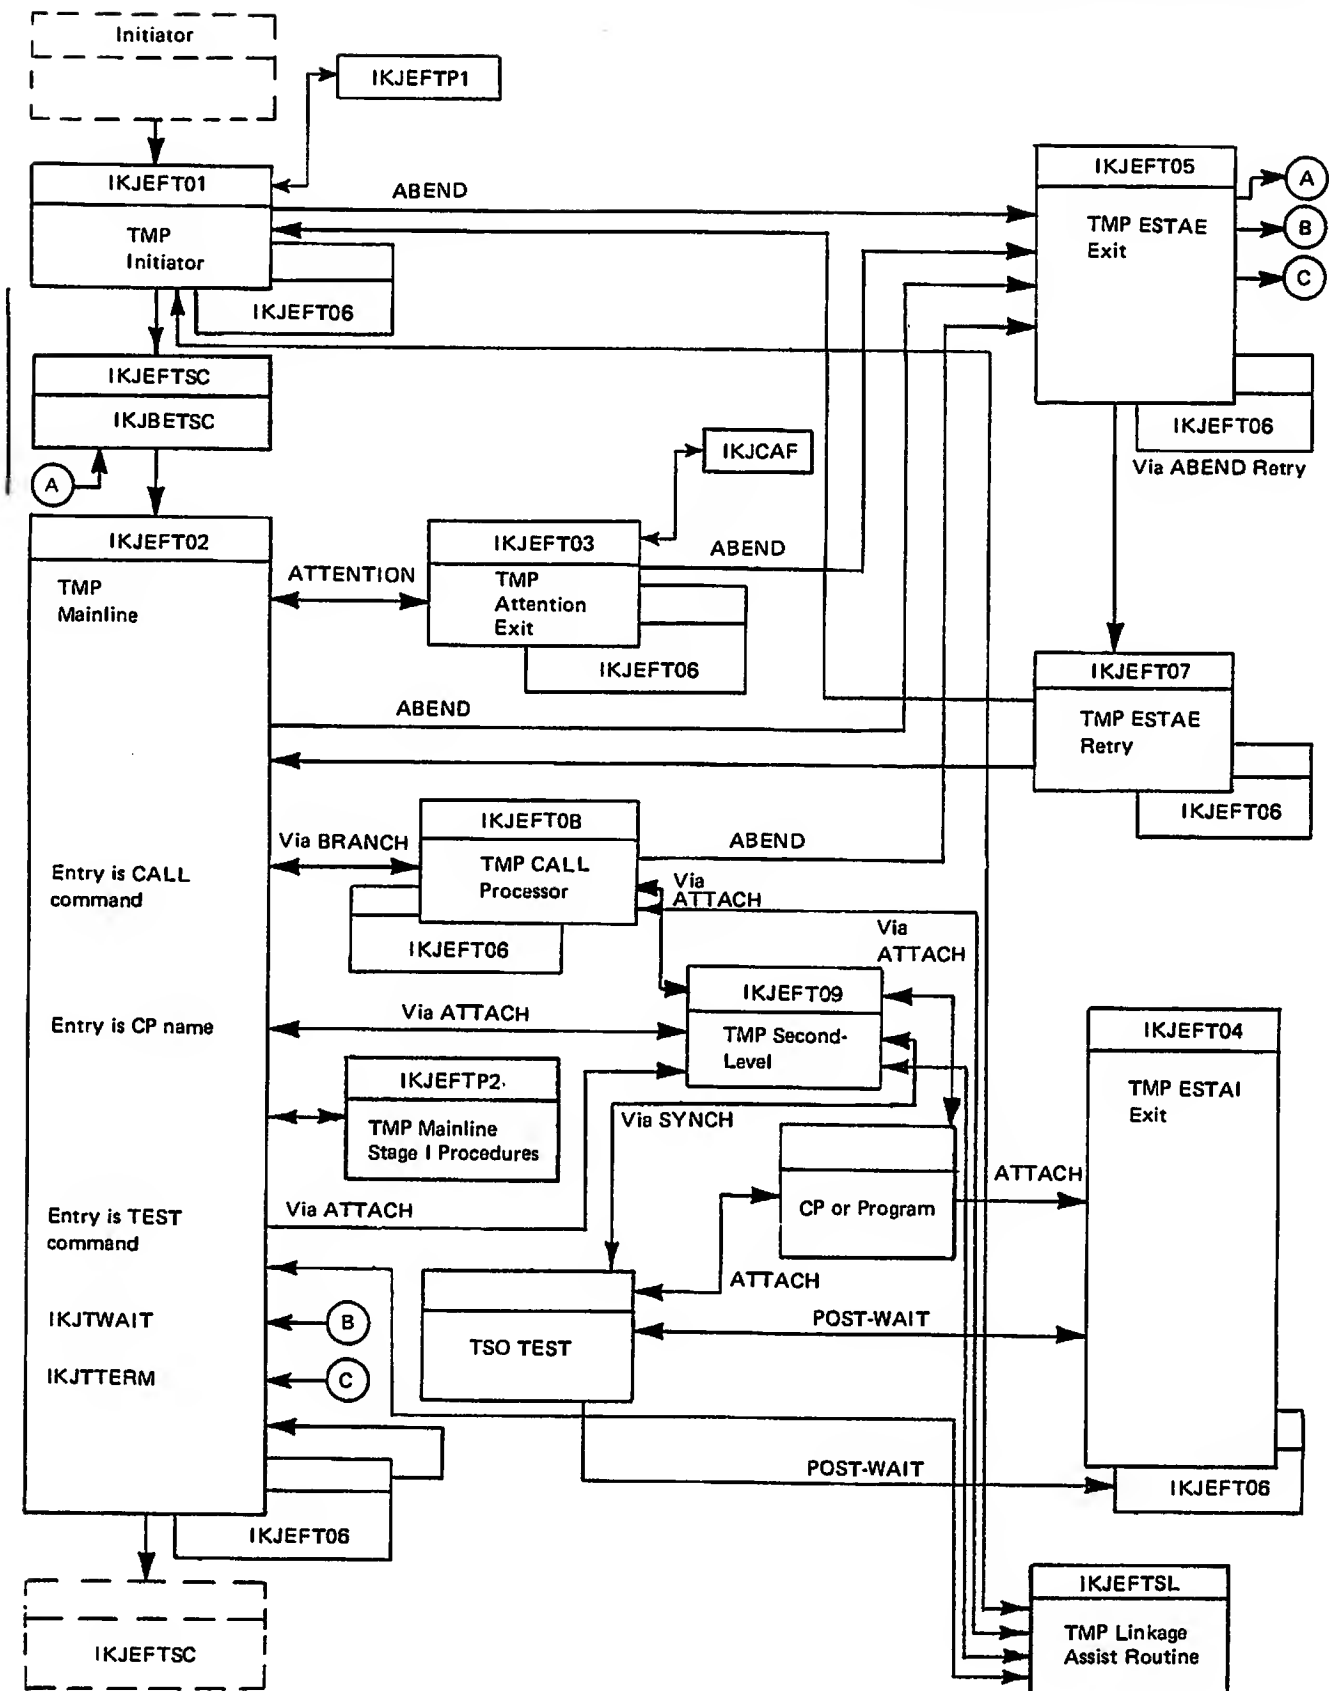 Initiator
IKJEFTP1
IKJEFT01
TMP
Initiator
IKJEFT06
ABEND
IKJEFT05
TMP ESTAE
Exit
A
B
C
IKJEFT06
Via ABEND Retry
IKJEFTSC
IKJBETSC
A
IKJCAF
IKJEFT02
TMP
Mainline
ATTENTION
IKJEFT03
TMP
Attention
Exit
IKJEFT06
ABEND
IKJEFT07
TMP ESTAE
Retry
IKJEFT06
ABEND
Via BRANCH
IKJEFT0B
TMP CALL
Processor
IKJEFT06
ABEND
Entry is CALL
command
Via
ATTACH
Via
ATTACH
IKJEFT09
TMP Second-
Level
Entry is CP name
Via ATTACH
IKJEFT04
TMP ESTAI
Exit
IKJEFTP2
TMP Mainline
Stage I Procedures
Via SYNCH
CP or Program
ATTACH
Entry is TEST
command
Via ATTACH
ATTACH
TSO TEST
POST-WAIT
IKJTWAIT
B
IKJTTERM
C
POST-WAIT
IKJEFT06
IKJEFT06
IKJEFTSC
IKJEFTSL
TMP Linkage
Assist Routine